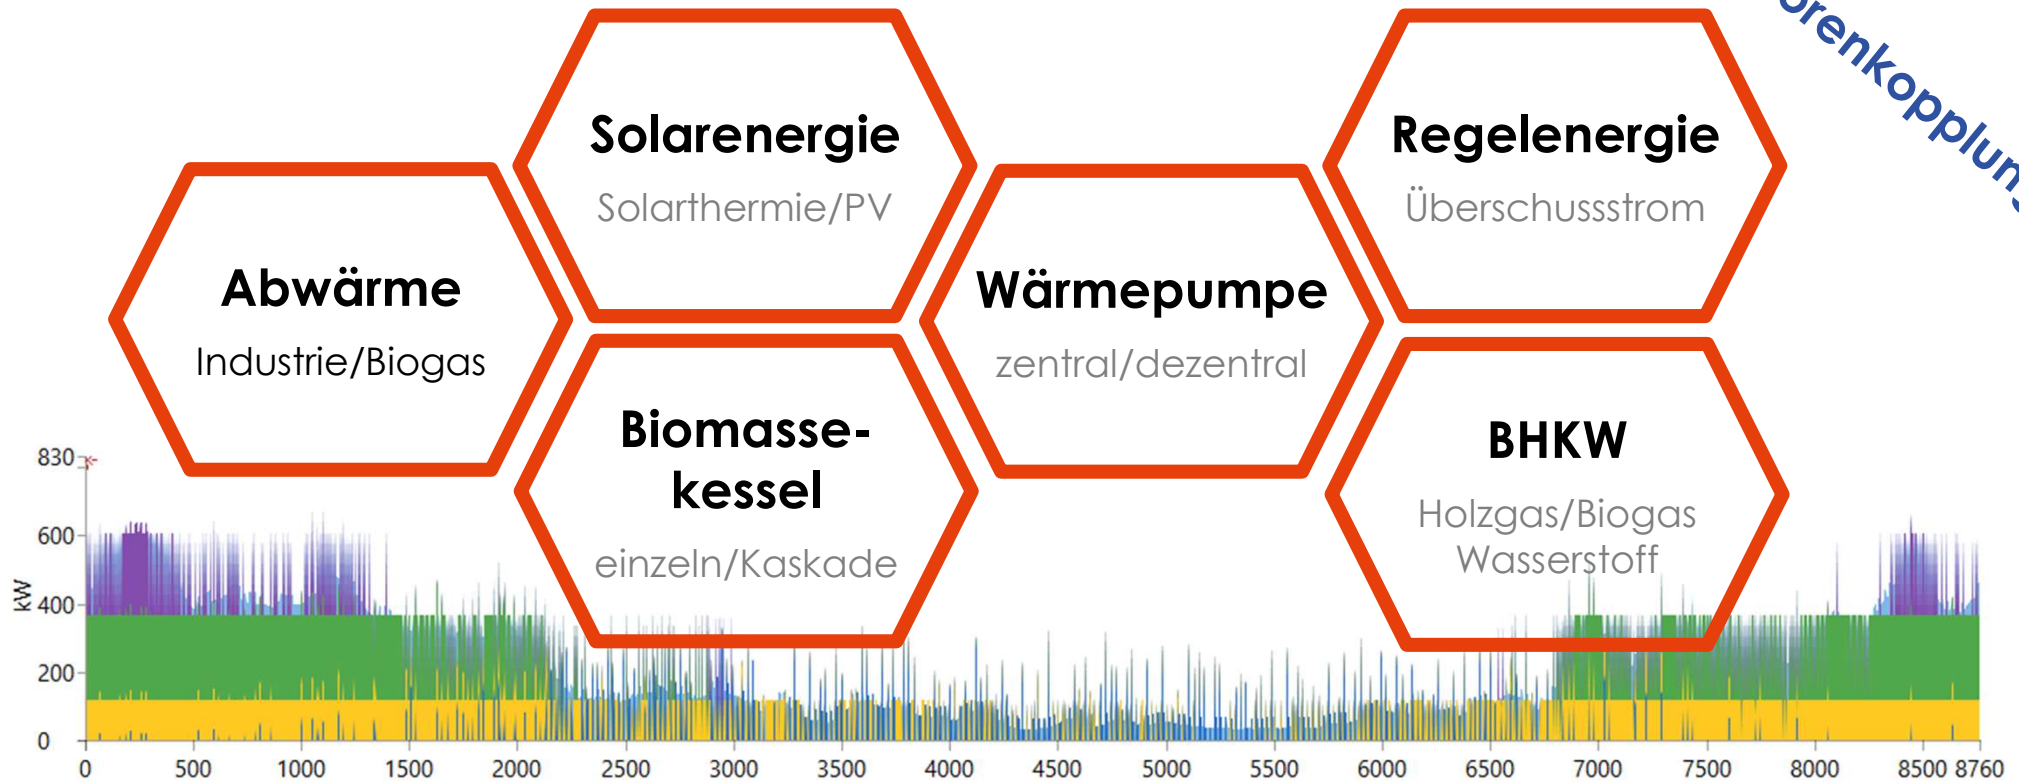 Solarenergie
Solarthermie/PV
Regelenergie
Überschussstrom
Abwärme
Industrie/Biogas
Wärmepumpe
zentral/dezentral
Biomasse-
kessel
einzeln/Kaskade
BHKW
Holzgas/Biogas
Wasserstoff
830
600
400
200
0
kW
0 500 1000 1500 2000 2500 3000 3500 4000 4500 5000 5500 6000 6500 7000 7500 8000 8500 8760